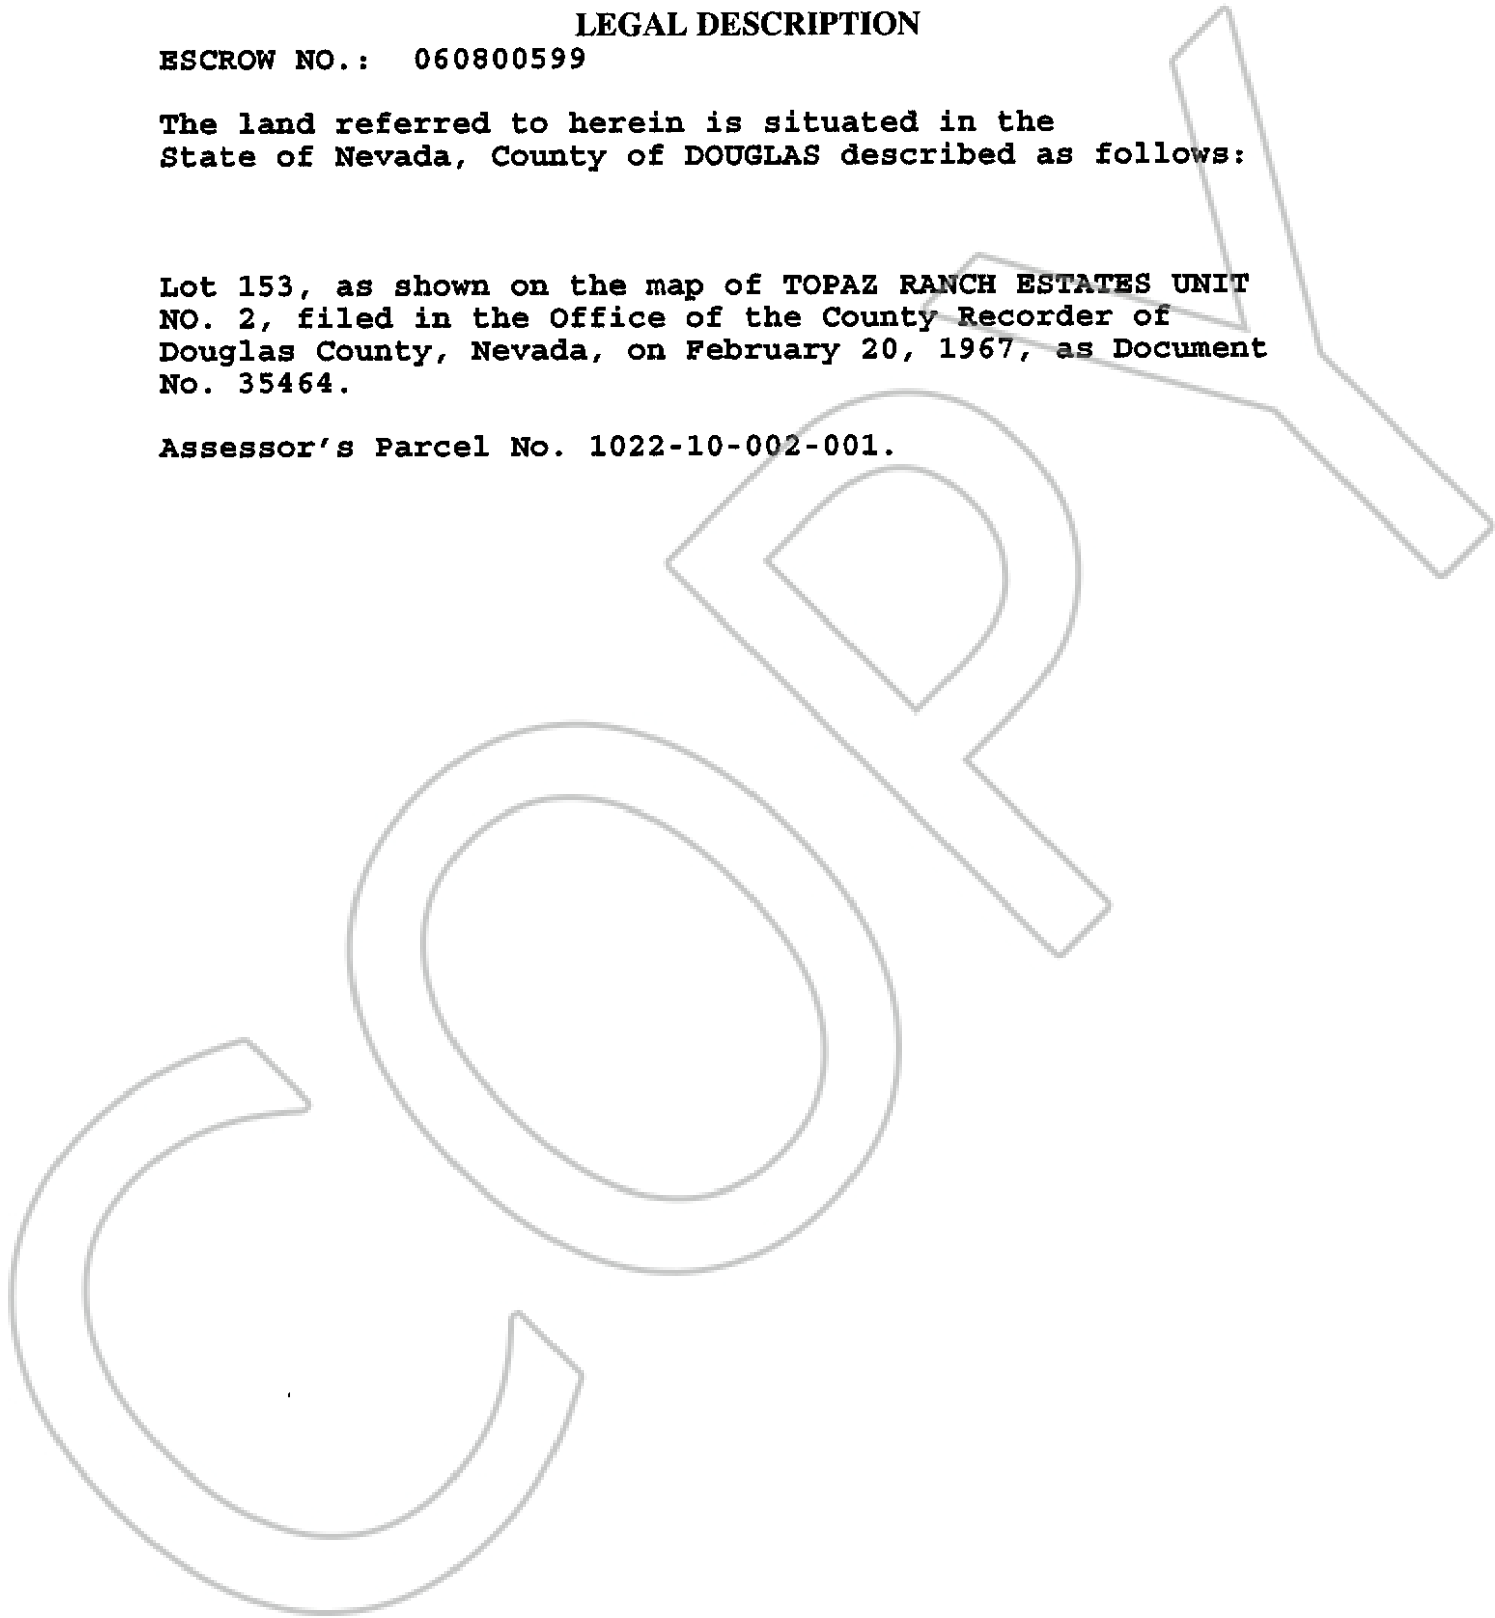 LEGAL DESCRIPTION
ESCROW NO.: 060800599
The land referred to herein is situated in the
State of Nevada, County of DOUGLAS described as follows:
Lot 153, as shown on the map of TOPAZ RANCH ESTATES UNIT
NO. 2, filed in the Office of the County Recorder of
Douglas County, Nevada, on February 20, 1967, as Document
No. 35464.
Assessor's Parcel No. 1022-10-002-001.
COPY